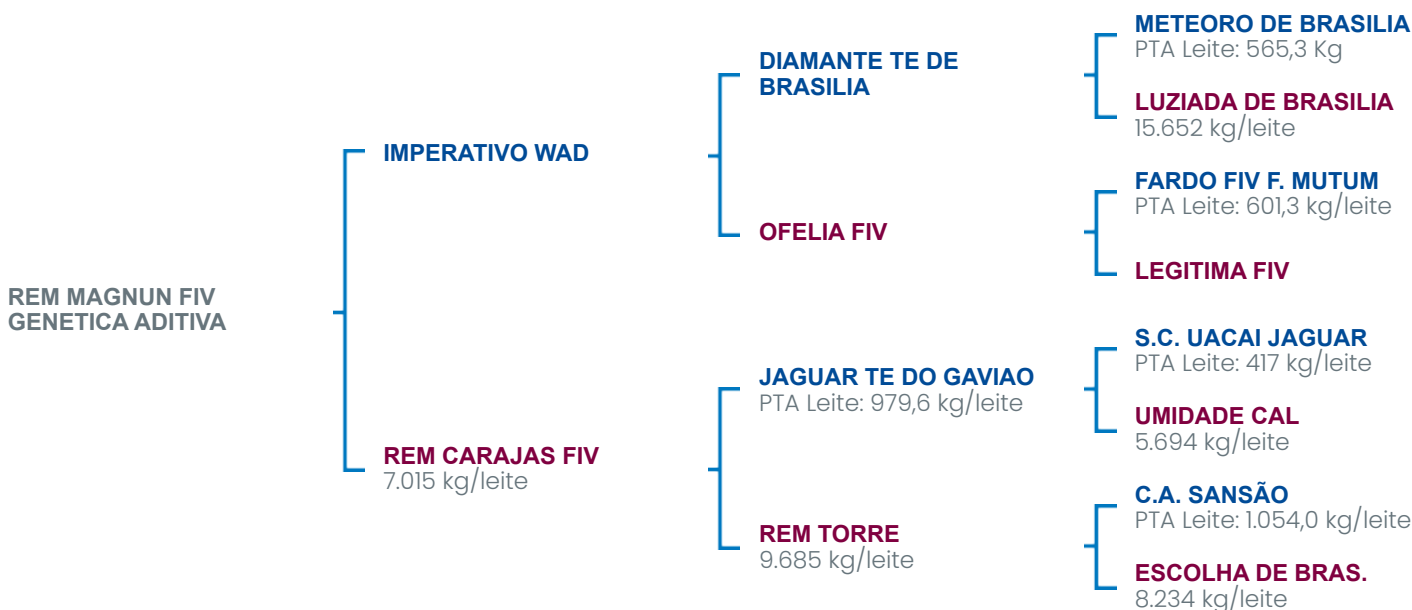 REM MAGNUN FIV
GENETICA ADITIVA
IMPERATIVO WAD
REM CARAJAS FIV
7.015 kg/leite
DIAMANTE TE DE
BRASILIA
OFELIA FIV
JAGUAR TE DO GAVIAO
PTA Leite: 979,6 kg/leite
REM TORRE
9.685 kg/leite
METEORO DE BRASILIA
PTA Leite: 565,3 Kg
LUZIADA DE BRASILIA
15.652 kg/leite
FARDO FIV F. MUTUM
PTA Leite: 601,3 kg/leite
LEGITIMA FIV
S.C. UACAI JAGUAR
PTA Leite: 417 kg/leite
UMIDADE CAL
5.694 kg/leite
C.A. SANSÃO
PTA Leite: 1.054,0 kg/leite
ESCOLHA DE BRAS.
8.234 kg/leite